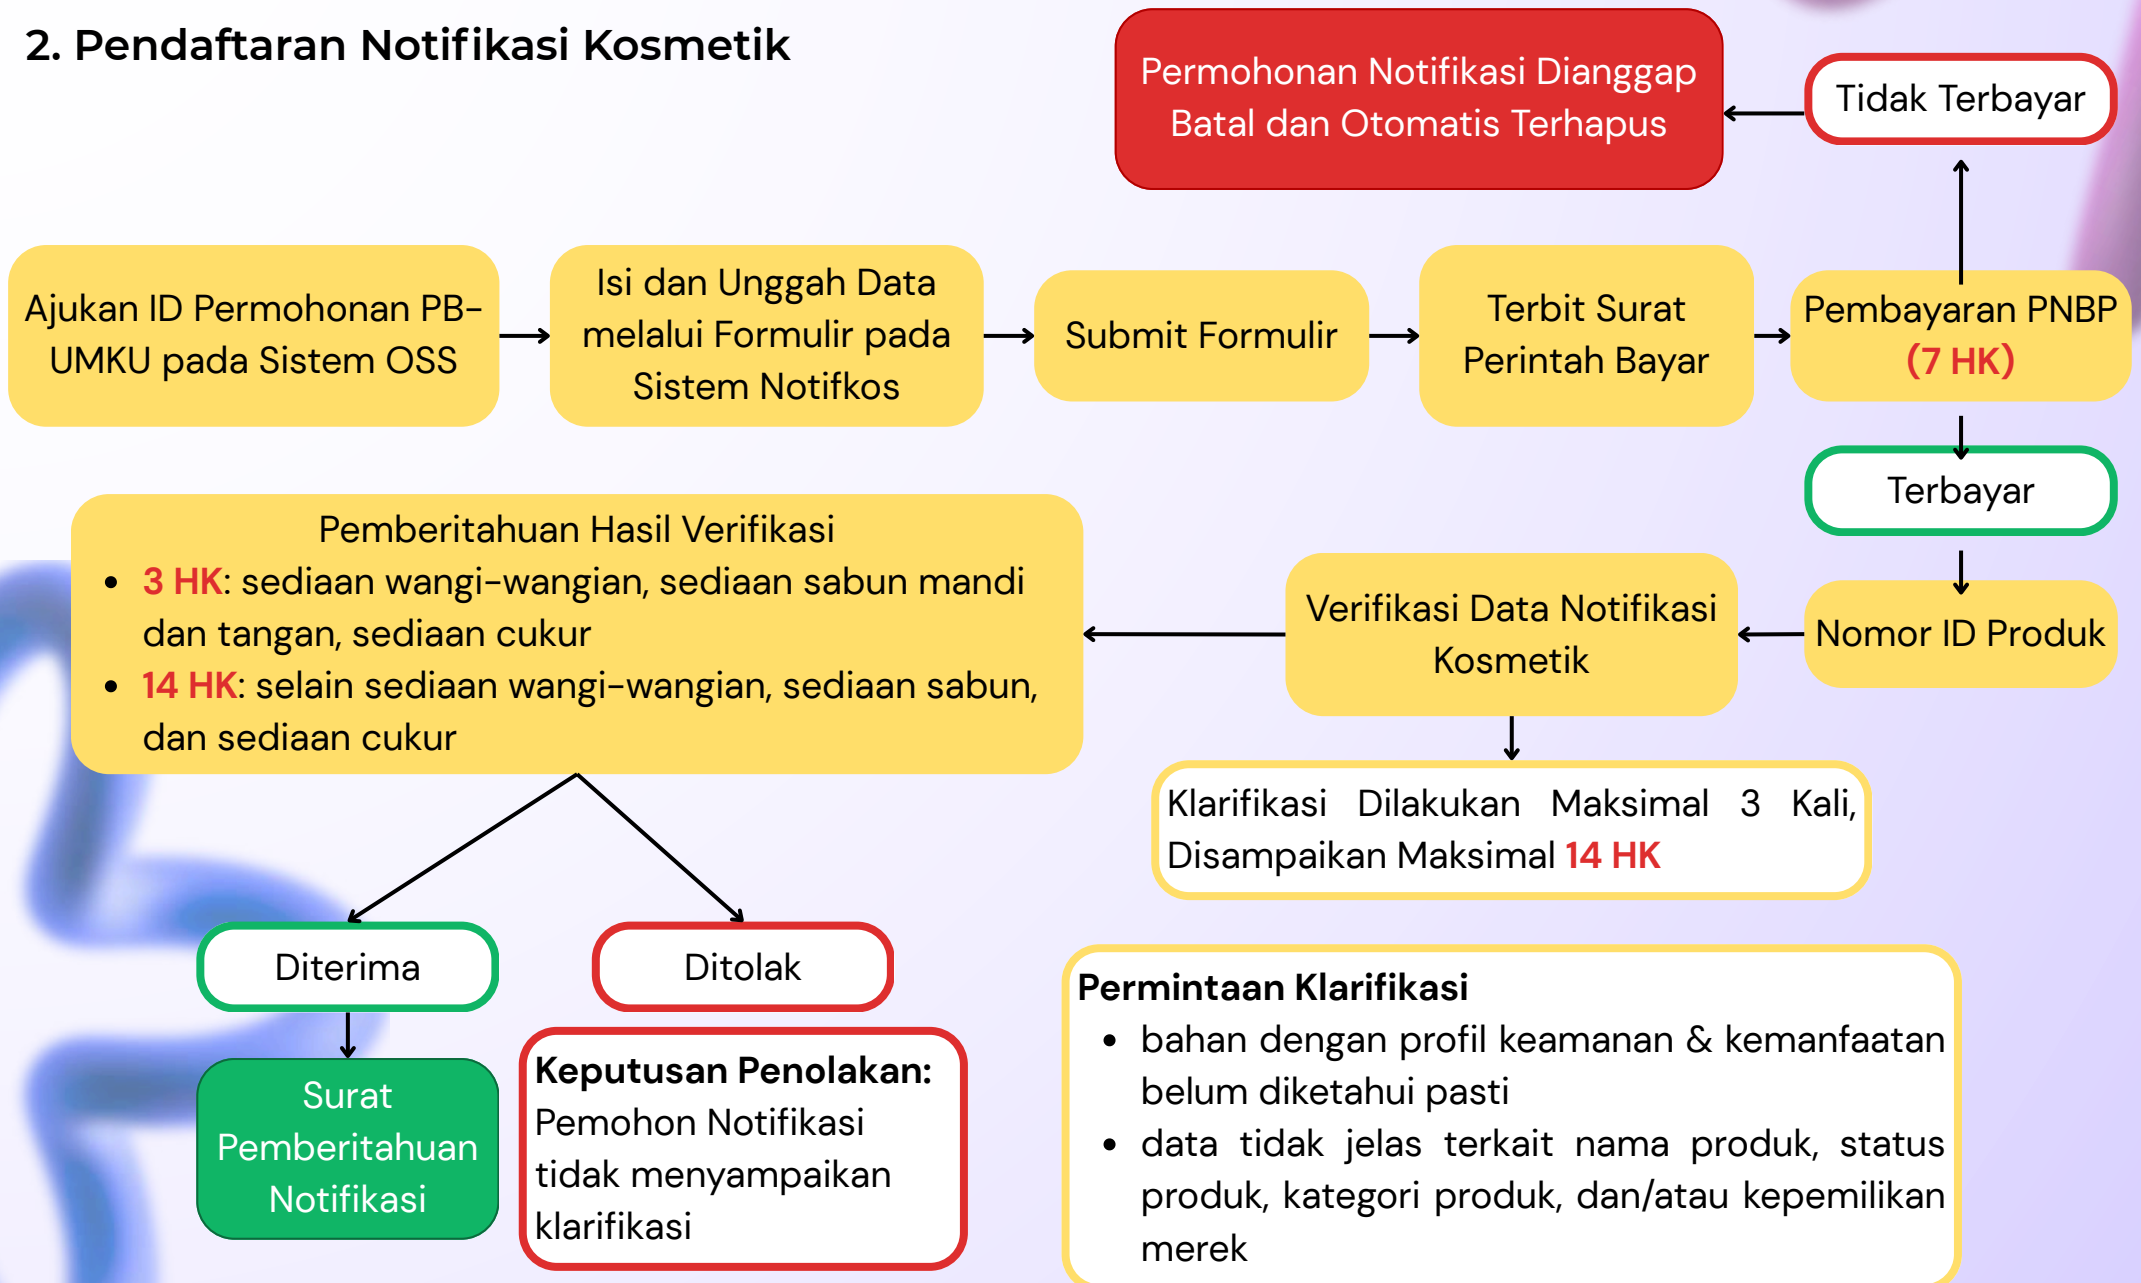 2. Pendaftaran Notifikasi Kosmetik
Permohonan Notifikasi Dianggap
Batal dan Otomatis Terhapus
Tidak Terbayar
Ajukan ID Permohonan PB-
UMKU pada Sistem OSS
Isi dan Unggah Data
melalui Formulir pada
Sistem Notifkos
Submit Formulir
Terbit Surat
Perintah Bayar
Pembayaran PNBP
(7 HK)
Terbayar
Nomor ID Produk
Verifikasi Data Notifikasi
Kosmetik
Klarifikasi Dilakukan Maksimal 3 Kali,
Disampaikan Maksimal 14 HK
Pemberitahuan Hasil Verifikasi
• 3 HK: sediaan wangi-wangian, sediaan sabun mandi
dan tangan, sediaan cukur
• 14 HK: selain sediaan wangi-wangian, sediaan sabun,
dan sediaan cukur
Diterima
Surat
Pemberitahuan
Notifikasi
Ditolak
Keputusan Penolakan:
Pemohon Notifikasi
tidak menyampaikan
klarifikasi
Permintaan Klarifikasi
• bahan dengan profil keamanan & kemanfaatan
belum diketahui pasti
• data tidak jelas terkait nama produk, status
produk, kategori produk, dan/atau kepemilikan
merek